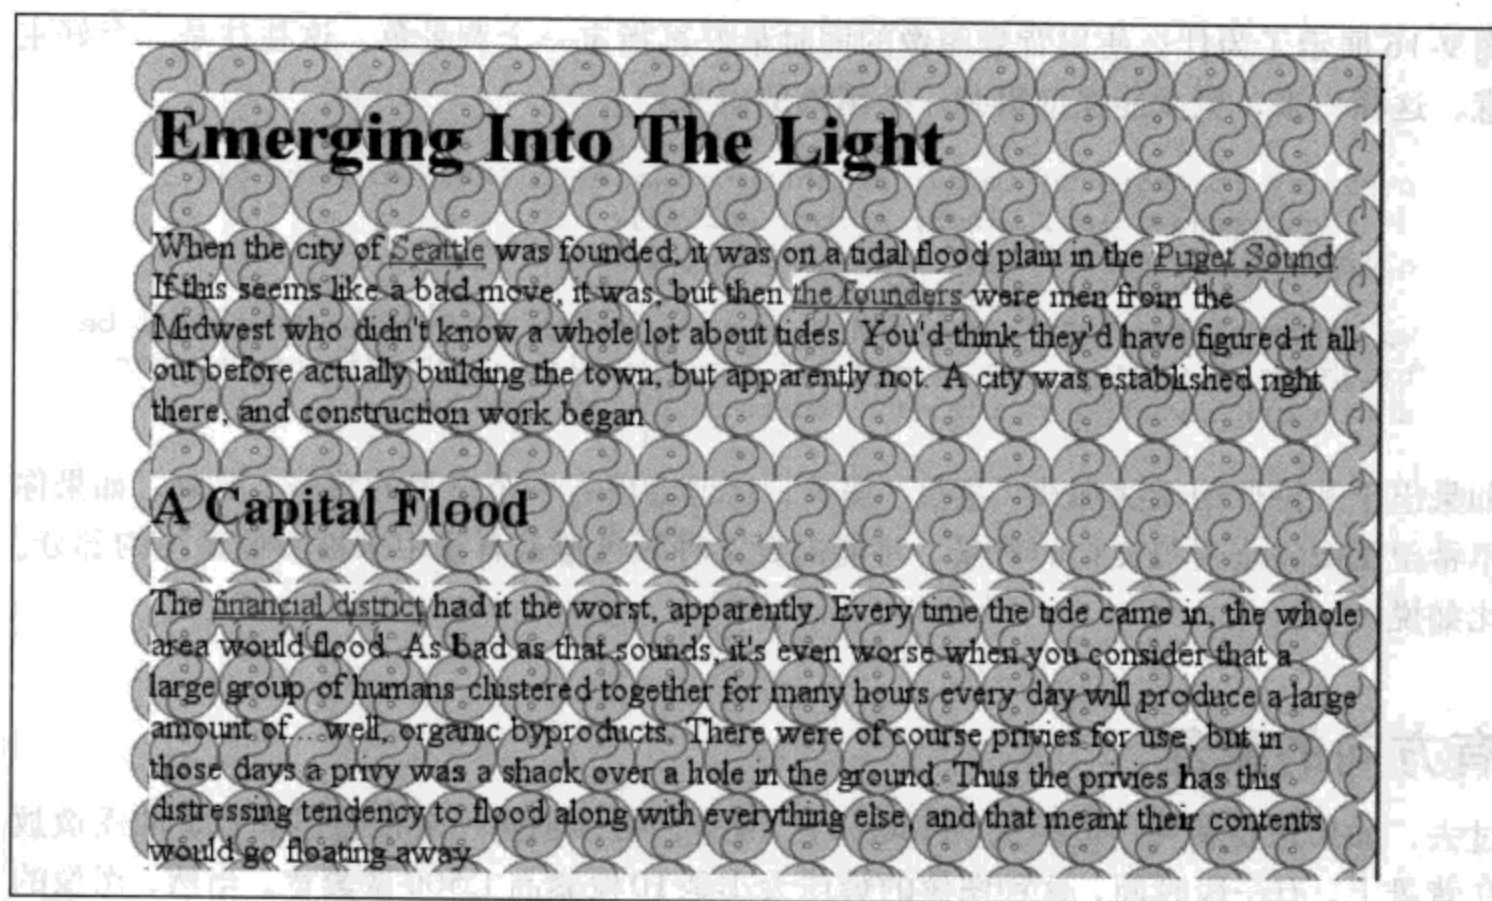 Emerging Into The Light
When the city of Seattle was founded, it was on a tidal flood plain in the Puget Sound
If this seems like a bad move, it was, but then the founders were men from the
Midwest who didn't know a whole lot about tides. You'd think they'd have figured it all
out before actually building the town, but apparently not. A city was established right
there, and construction work began
A Capital Flood
The financial district had it the worst, apparently. Every time the tide came in, the whole
area would flood. As bad as that sounds, it's even worse when you consider that a
large group of humans clustered together for many hours every day will produce a large
amount of...well, organic byproducts. There were of course privies for use, but in
those days a privy was a shack over a hole in the ground. Thus the privies has this
distressing tendency to flood along with everything else, and that meant their contents
would go floating away